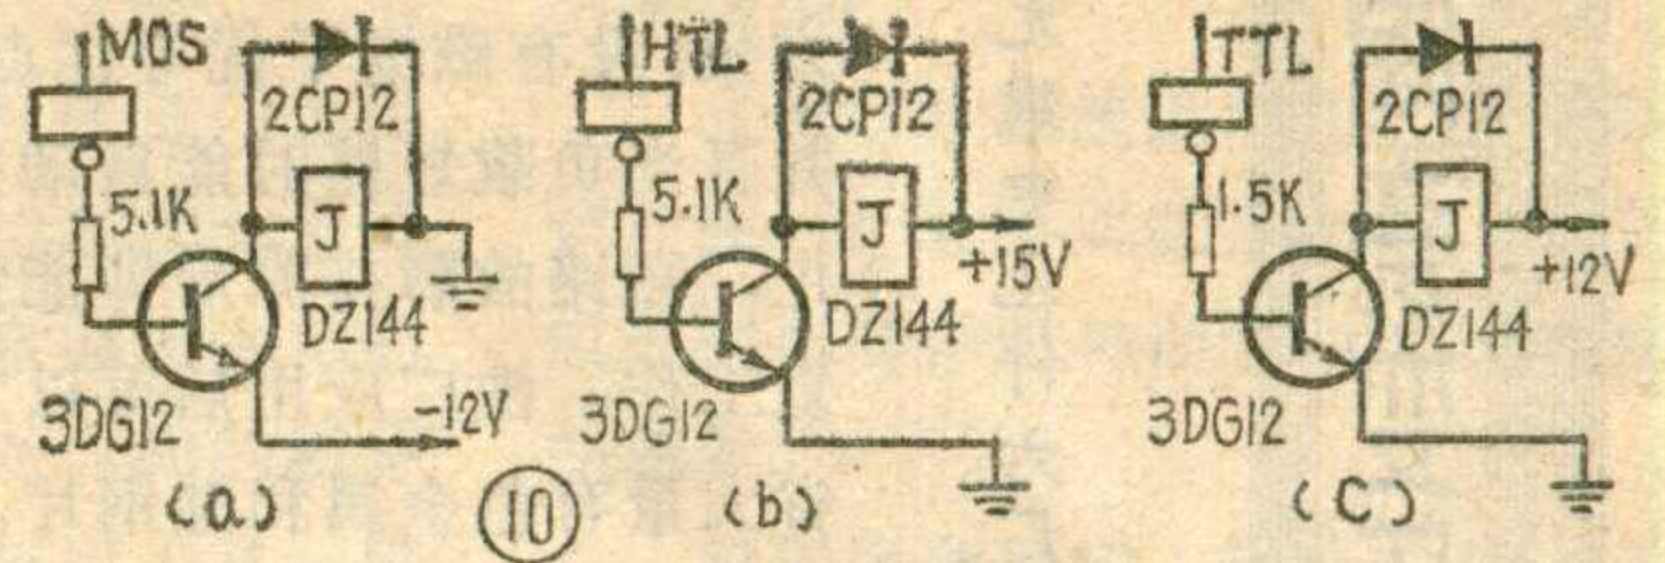 MOS
2CP12
5.1K
J
DZ144
3DG12
-12V
(a)
HTL
2CP12
5.1K
J
+15V
DZ144
3DG12
(b)
TTL
2CP12
1.5K
J
+12V
DZ144
3DG12
(C)
10